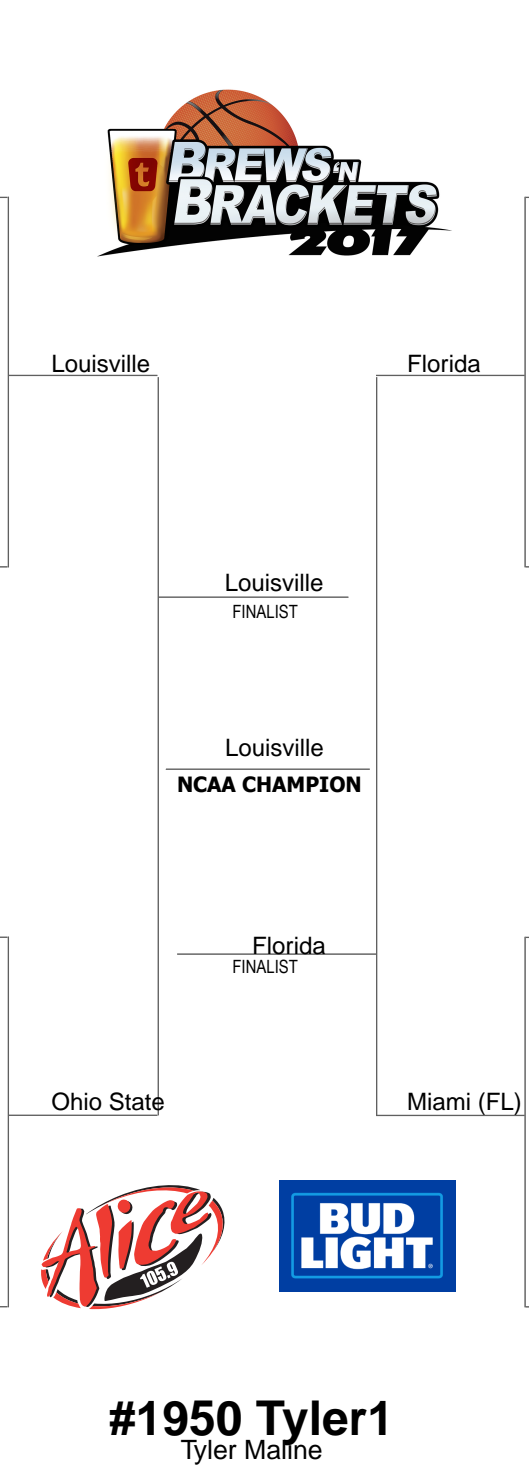 t
BREWS'N
BRACKETS
2017
Louisville
Florida
Louisville
FINALIST
Louisville
NCAA CHAMPION
Florida
FINALIST
Ohio State
Miami (FL)
Alice
105.9
BUD
LIGHT
#1950 Tyler1
Tyler Maline